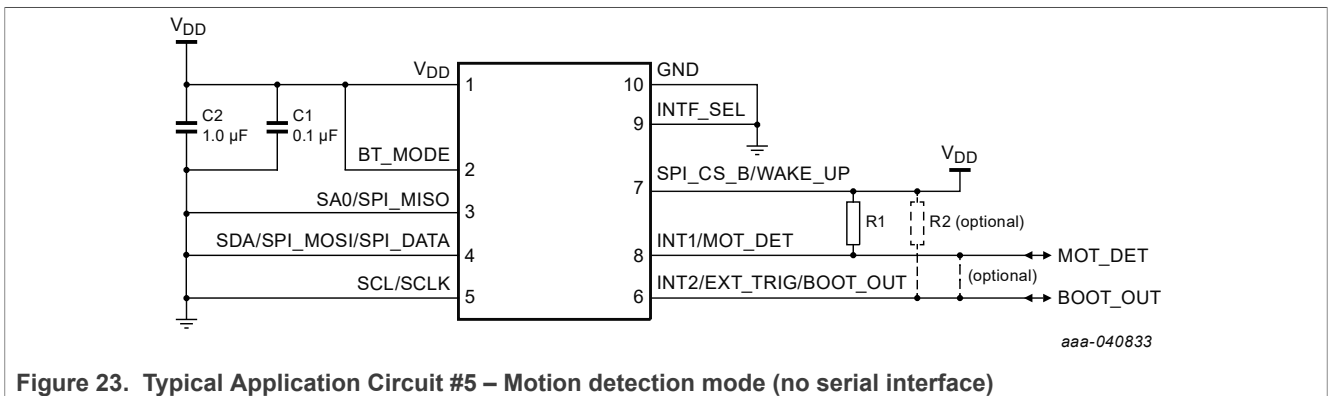 VDD
VDD
1
C2
1.0 µF
C1
0.1 µF
BT_MODE
2
SA0/SPI_MISO
3
SDA/SPI_MOSI/SPI_DATA
4
SCL/SCLK
5
GND
10
INTF_SEL
9
VDD
SPI_CS_B/WAKE_UP
7
R1
R2 (optional)
INT1/MOT_DET
8
MOT_DET
(optional)
INT2/EXT_TRIG/BOOT_OUT
6
BOOT_OUT
aaa-040833
Figure 23. Typical Application Circuit #5 – Motion detection mode (no serial interface)